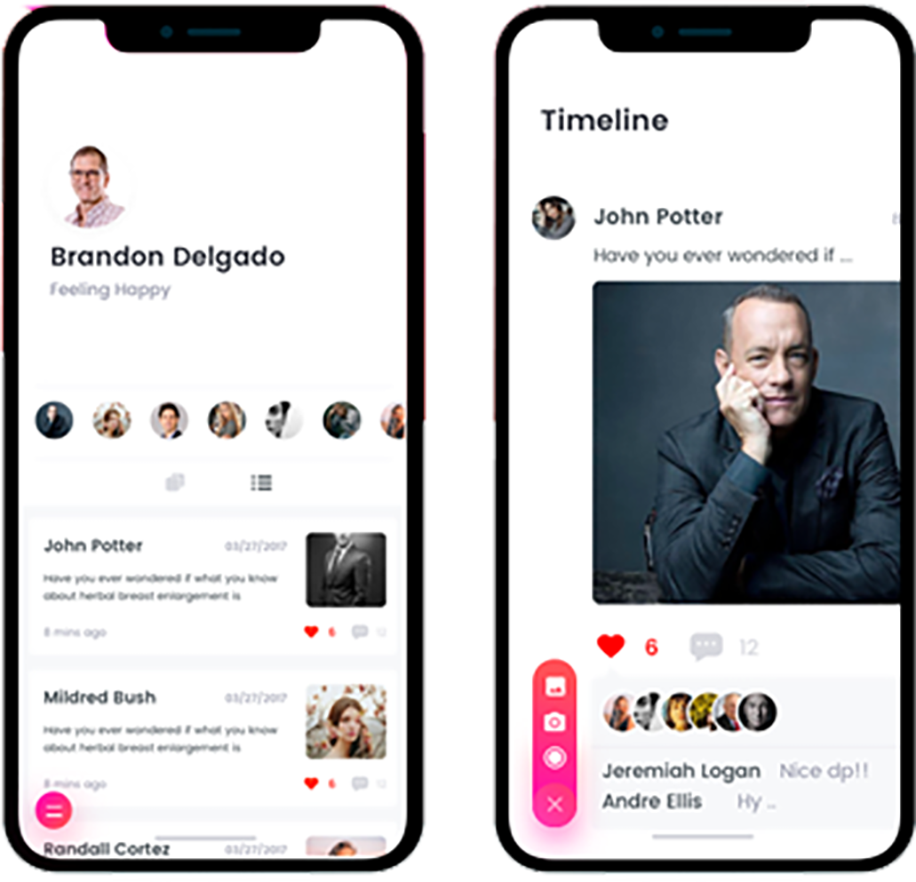 Brandon Delgado
Feeling Happy
John Potter
03/27/2017
Have you ever wondered if what you know
about herbal breast enlargement is
8 mins ago
6
12
Mildred Bush
03/27/2017
Have you ever wondered if what you know
about herbal breast enlargement is
8 mins ago
6
12
Randall Cortez
03/27/2017
Timeline
John Potter
Have you ever wondered if ...
6
12
Jeremiah Logan Nice dp!!
Andre Ellis Hy ..